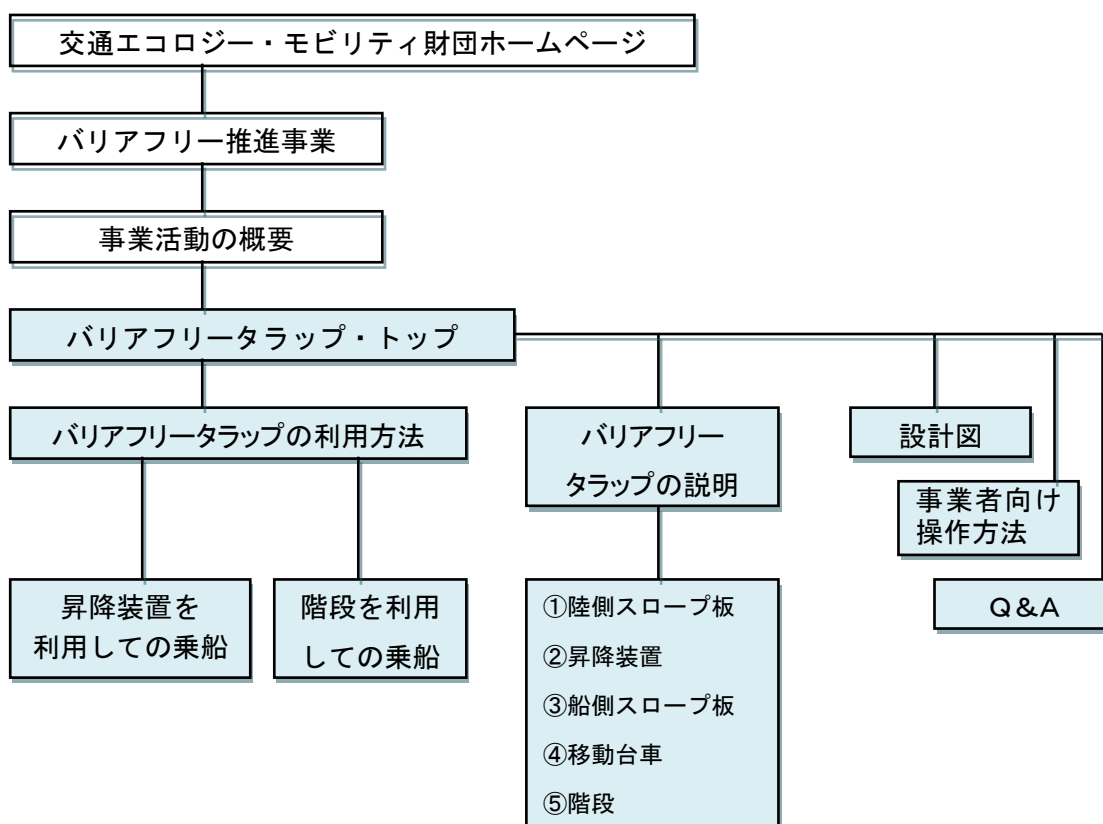 交通エコロジー・モビリティ財団ホームページ
バリアフリー推進事業
事業活動の概要
バリアフリータラップ・トップ
バリアフリータラップの利用方法
昇降装置を
利用しての乗船
階段を利用
しての乗船
バリアフリー
タラップの説明
①陸側スロープ板
②昇降装置
③船側スロープ板
④移動台車
⑤階段
設計図
事業者向け
操作方法
Q&A